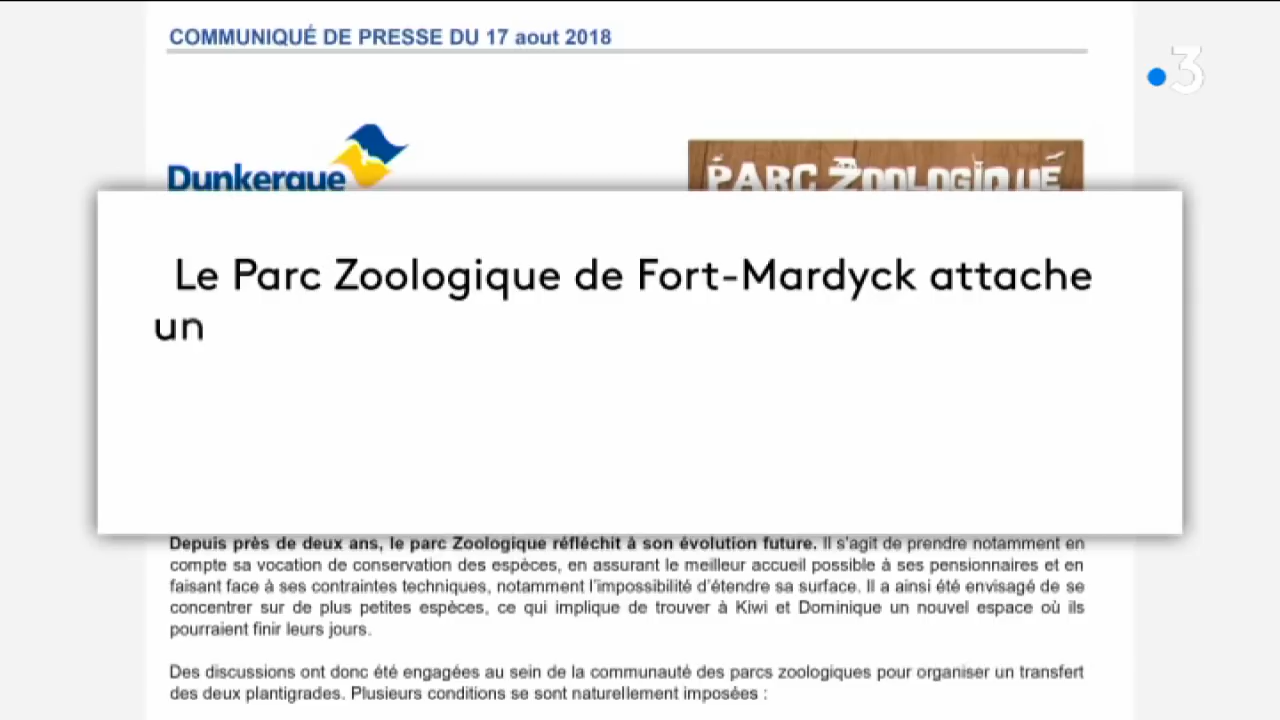 COMMUNIQUÉ DE PRESSE DU 17 aout 2018
3
Dunkerque
PARC ZOOLOGIQUE
Le Parc Zoologique de Fort-Mardyck attache
un
Depuis près de deux ans, le parc Zoologique réfléchit à son évolution future. Il s'agit de prendre notamment en
compte sa vocation de conservation des espèces, en assurant le meilleur accueil possible à ses pensionnaires et en
faisant face à ses contraintes techniques, notamment l'impossibilité d'étendre sa surface. Il a ainsi été envisagé de se
concentrer sur de plus petites espèces, ce qui implique de trouver à Kiwi et Dominique un nouvel espace où ils
pourraient finir leurs jours.
Des discussions ont donc été engagées au sein de la communauté des parcs zoologiques pour organiser un transfert
des deux plantigrades. Plusieurs conditions se sont naturellement imposées :